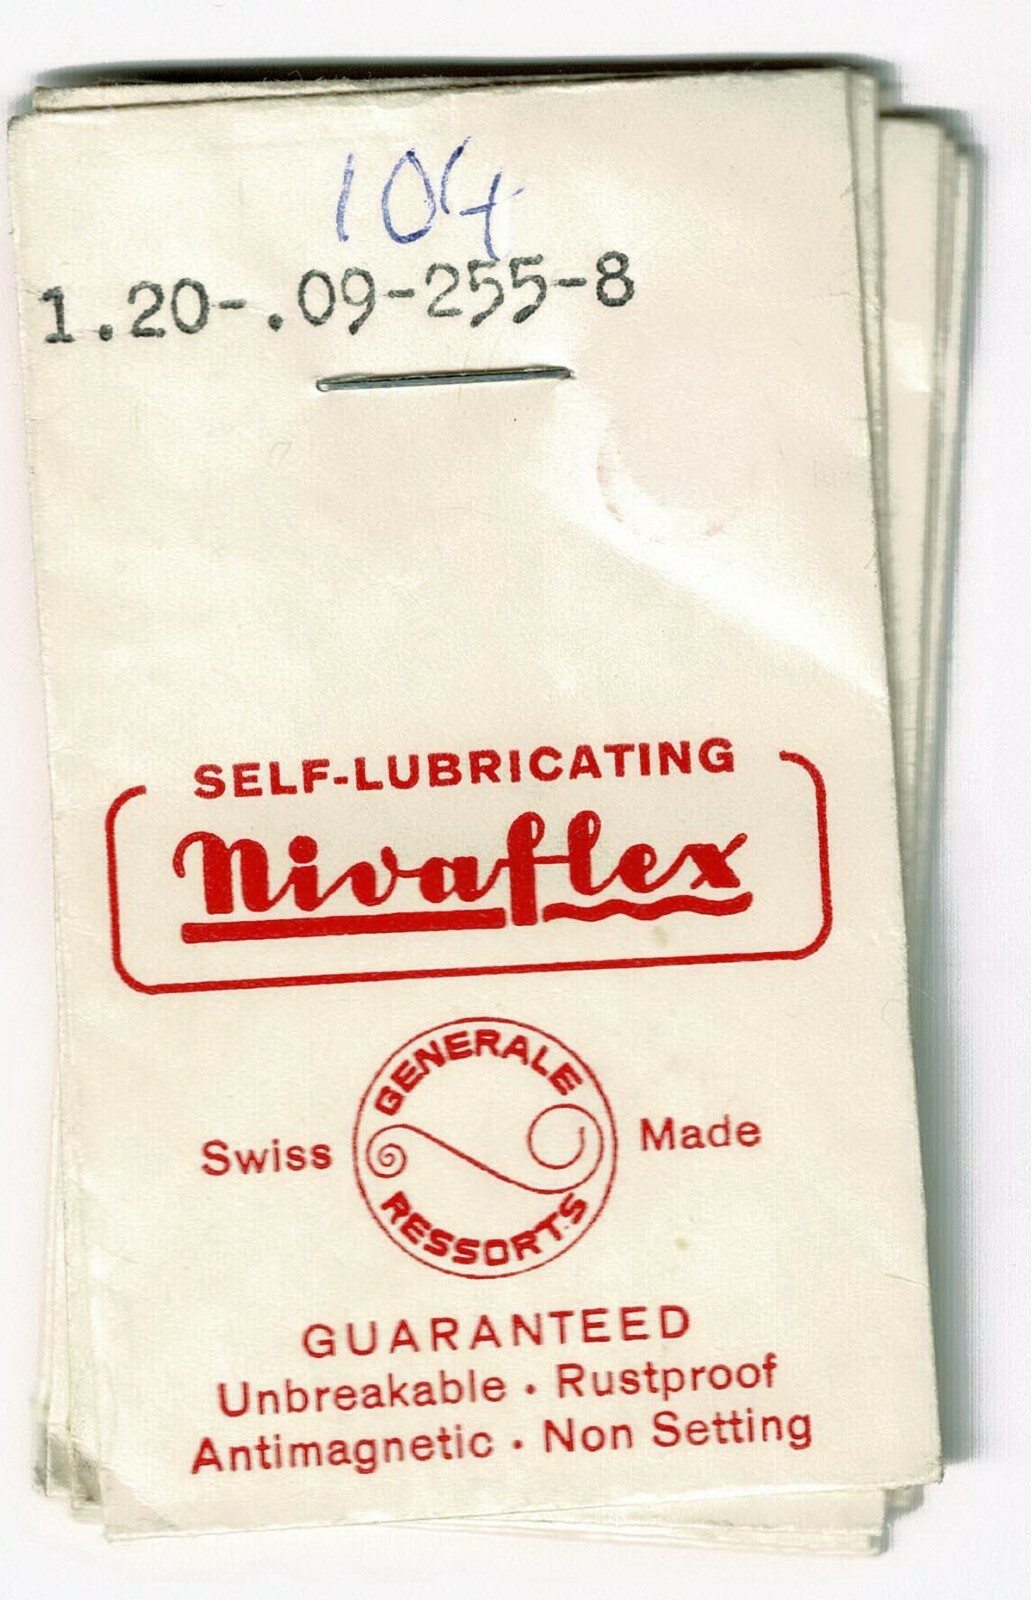 104
1.20-.09-255-8
SELF-LUBRICATING
Nivaflex
GENERALE
Swiss Made
RESSORTS
GUARANTEED
Unbreakable · Rustproof
Antimagnetic · Non Setting